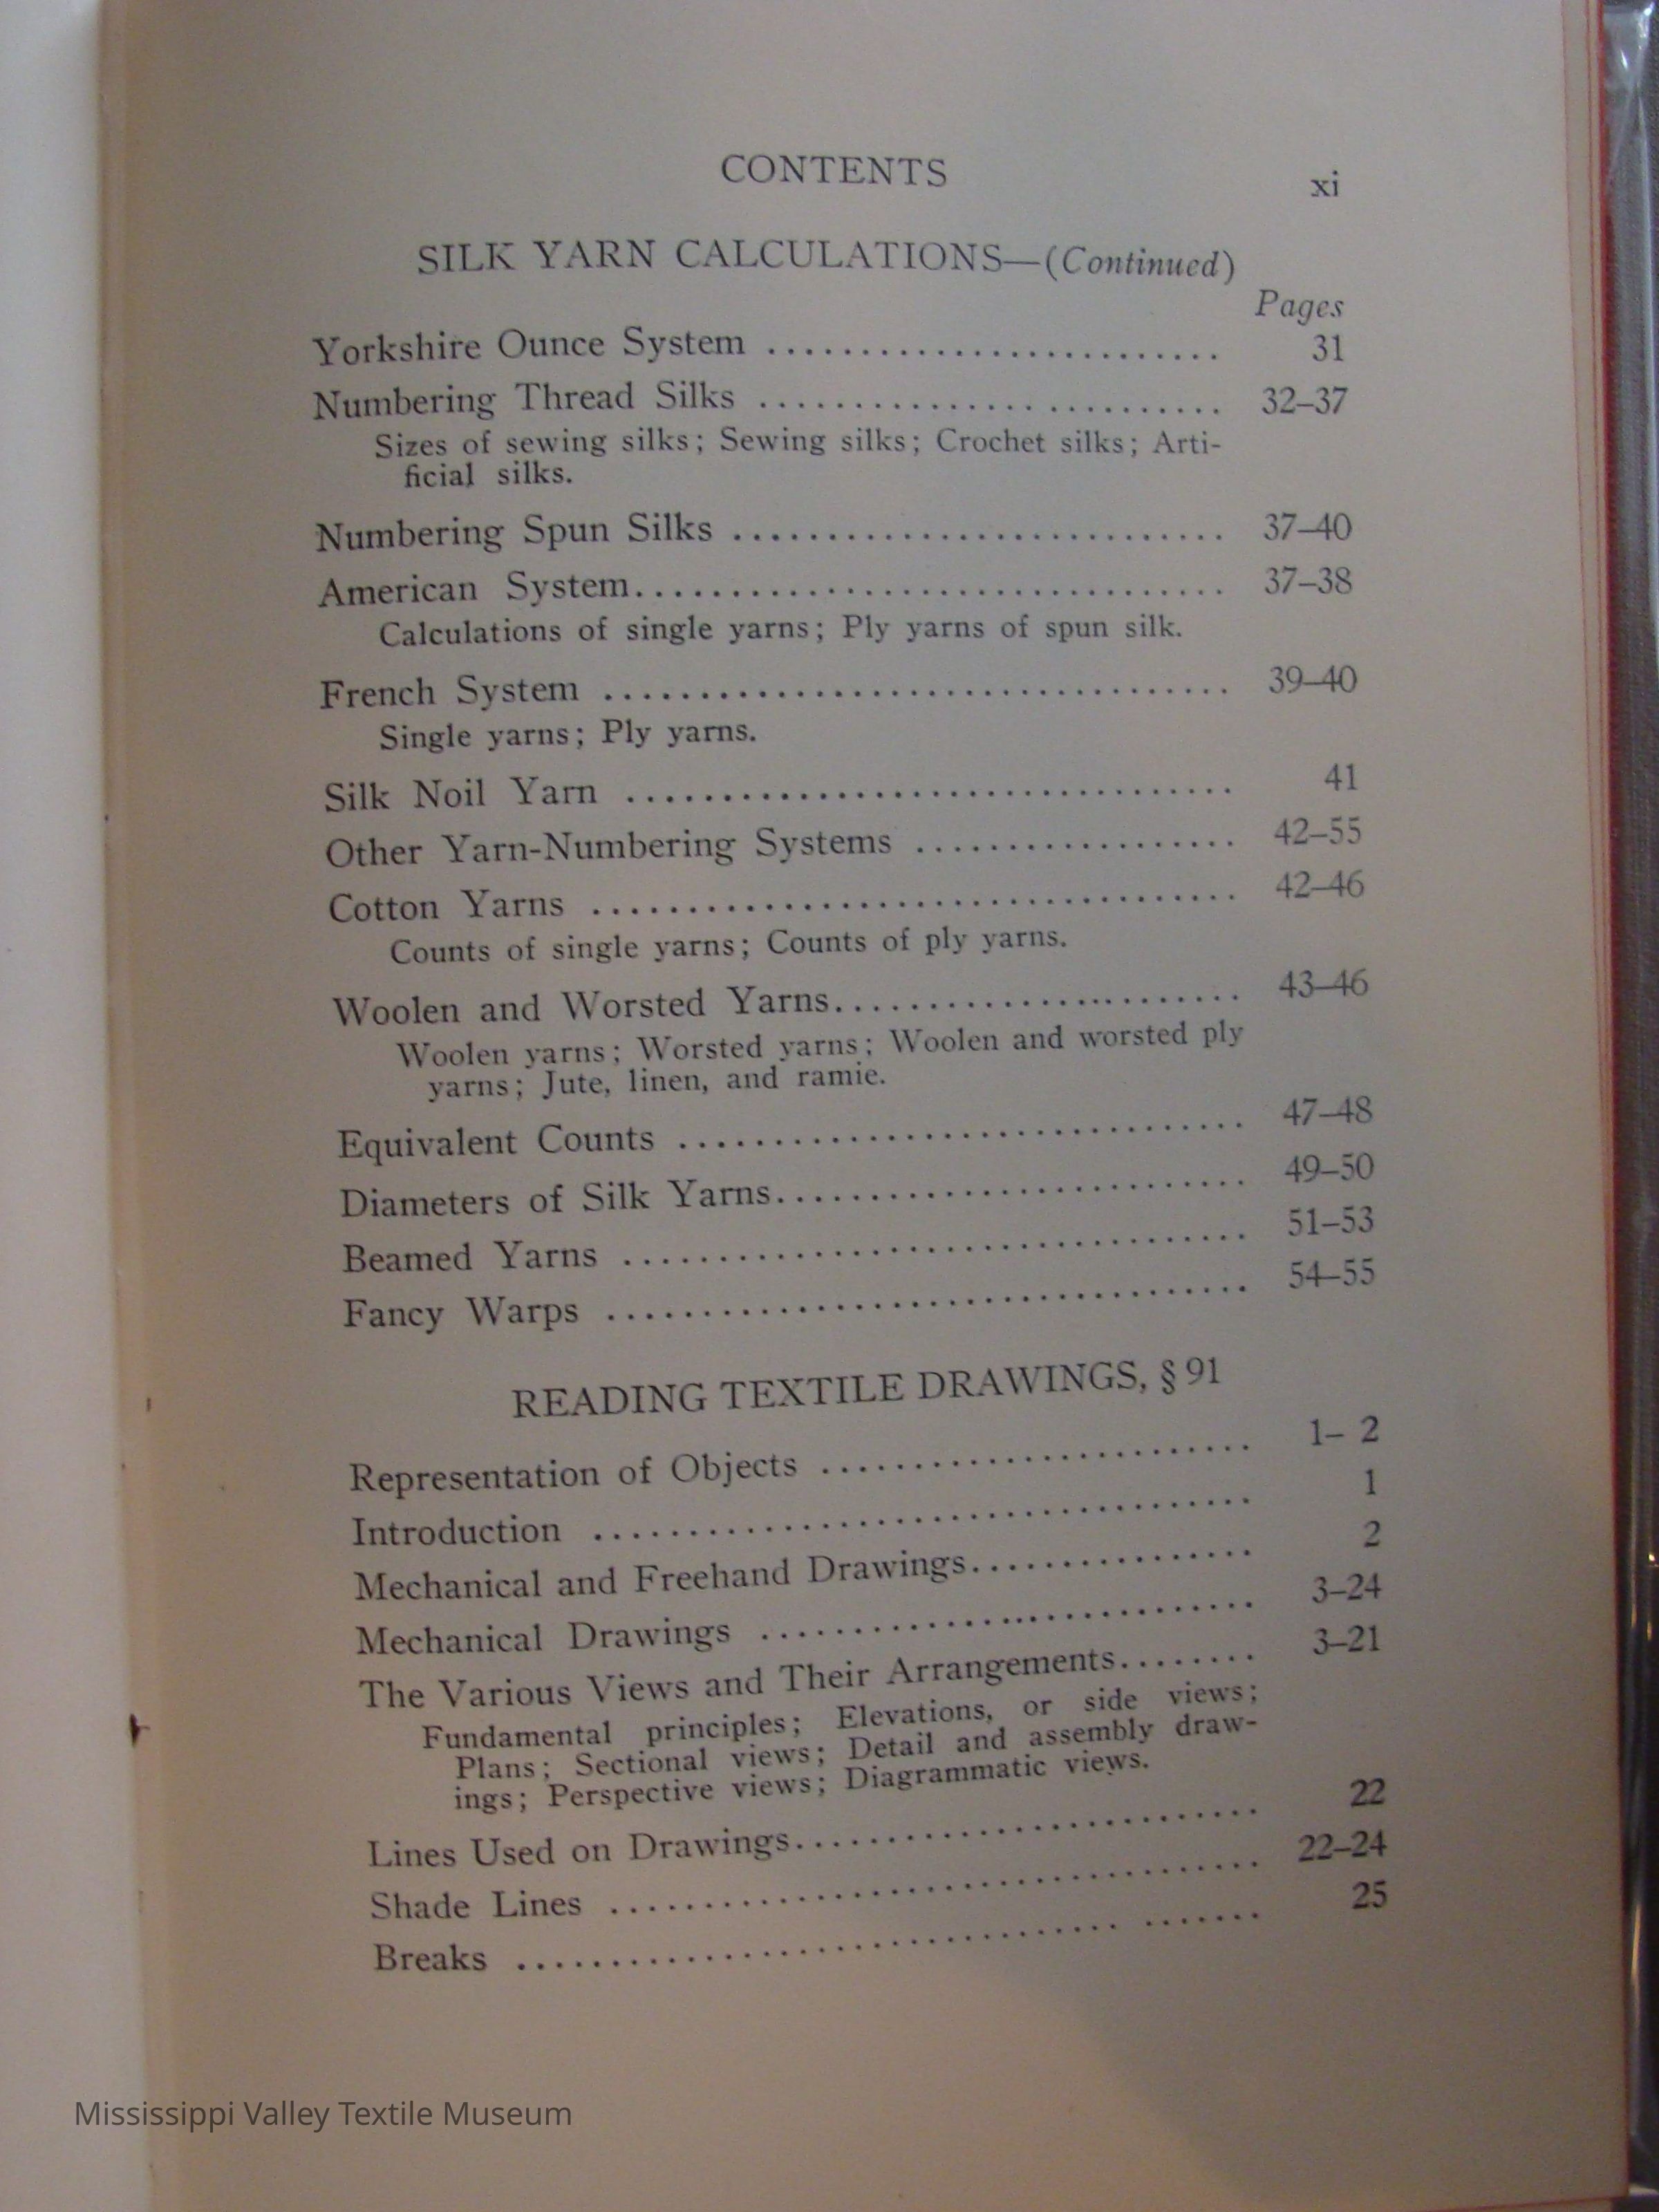 CONTENTS xi
SILK YARN CALCULATIONS—(Continued)
Pages
Yorkshire Ounce System ........................ 31
Numbering Thread Silks ........................ 32–37
Sizes of sewing silks; Sewing silks; Crochet silks; Arti-
ficial silks.
Numbering Spun Silks ........................ 37–40
American System........................ 37–38
Calculations of single yarns; Ply yarns of spun silk.
French System ........................ 39–40
Single yarns; Ply yarns.
Silk Noil Yarn ........................ 41
Other Yarn-Numbering Systems ................. 42–55
Cotton Yarns ........................ 42–46
Counts of single yarns; Counts of ply yarns.
Woolen and Worsted Yarns........................ 43–46
Woolen yarns; Worsted yarns; Woolen and worsted ply
yarns; Jute, linen, and ramie.
Equivalent Counts ........................ 47–48
Diameters of Silk Yarns........................ 49–50
Beamed Yarns ........................ 51–53
Fancy Warps ........................ 54–55
READING TEXTILE DRAWINGS, § 91
Representation of Objects ........................ 1– 2
Introduction ........................ 1
Mechanical and Freehand Drawings................ 2
Mechanical Drawings ........................ 3–24
The Various Views and Their Arrangements........ 3–21
Fundamental principles; Elevations, or side views;
Plans; Sectional views; Detail and assembly draw-
ings; Perspective views; Diagrammatic views.
Lines Used on Drawings........................ 22
Shade Lines ........................ 22–24
Breaks ........................ 25
Mississippi Valley Textile Museum